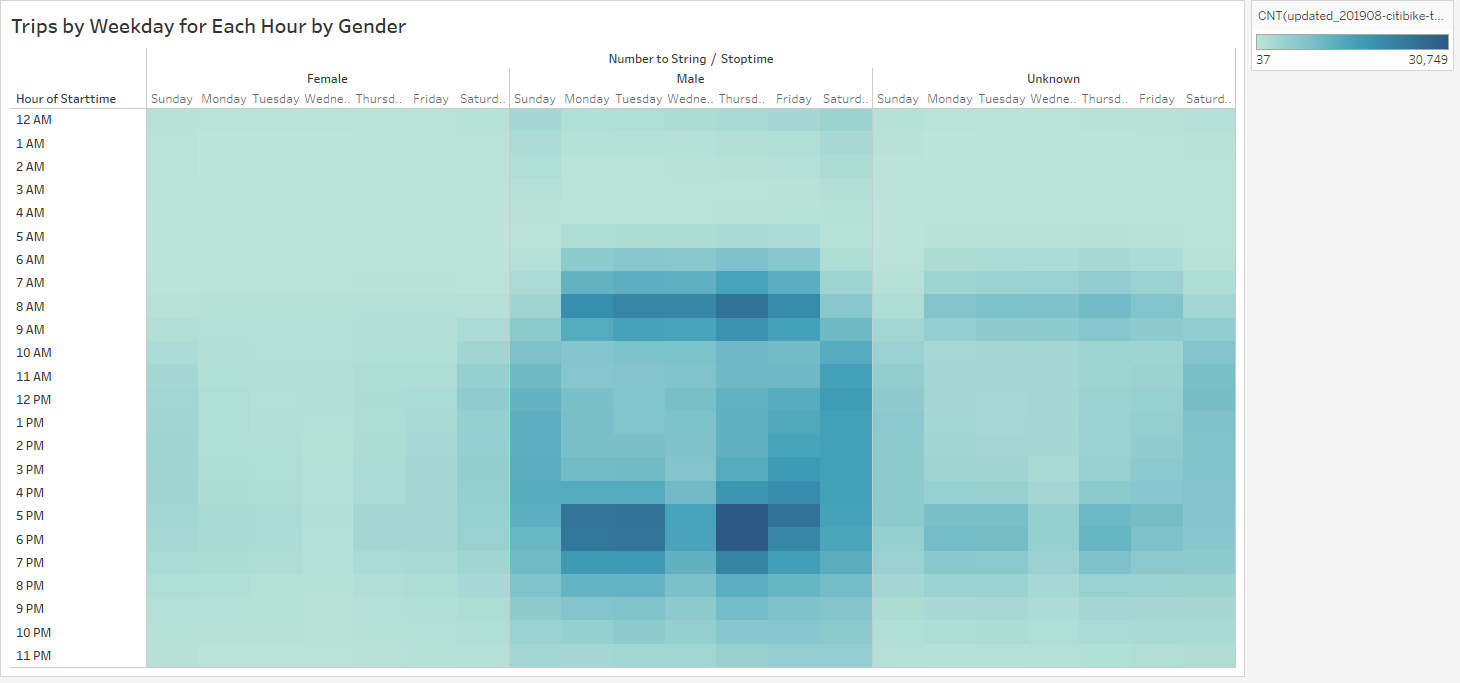 Trips by Weekday for Each Hour by Gender
CNT(updated_201908-citibike-t...
37 30,749
Number to String / Stoptime
Female Male Unknown
Hour of Starttime Sunday Monday Tuesday Wedne.. Thursd.. Friday Saturd.. Sunday Monday Tuesday Wedne.. Thursd.. Friday Saturd.. Sunday Monday Tuesday Wedne.. Thursd.. Friday Saturd..
12 AM
1 AM
2 AM
3 AM
4 AM
5 AM
6 AM
7 AM
8 AM
9 AM
10 AM
11 AM
12 PM
1 PM
2 PM
3 PM
4 PM
5 PM
6 PM
7 PM
8 PM
9 PM
10 PM
11 PM